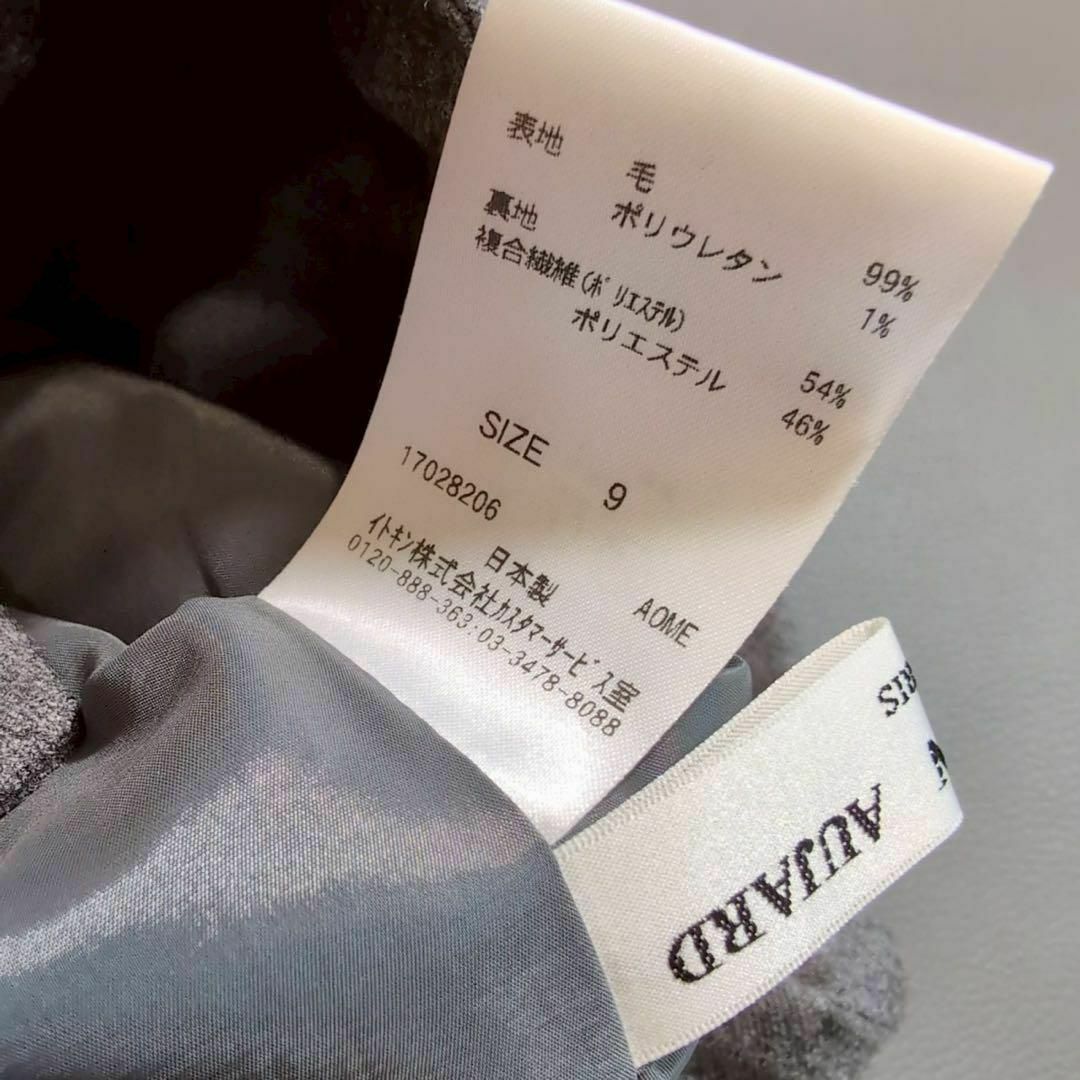 表地
毛 99%
ポリウレタン 1%
裏地
複合繊維(ポリエステル) 54%
ポリエステル 46%
SIZE 9
17028206
日本製 AOME
イトキン株式会社カスタマーサービス室
0120-888-363:03-3478-8088
AUJARD